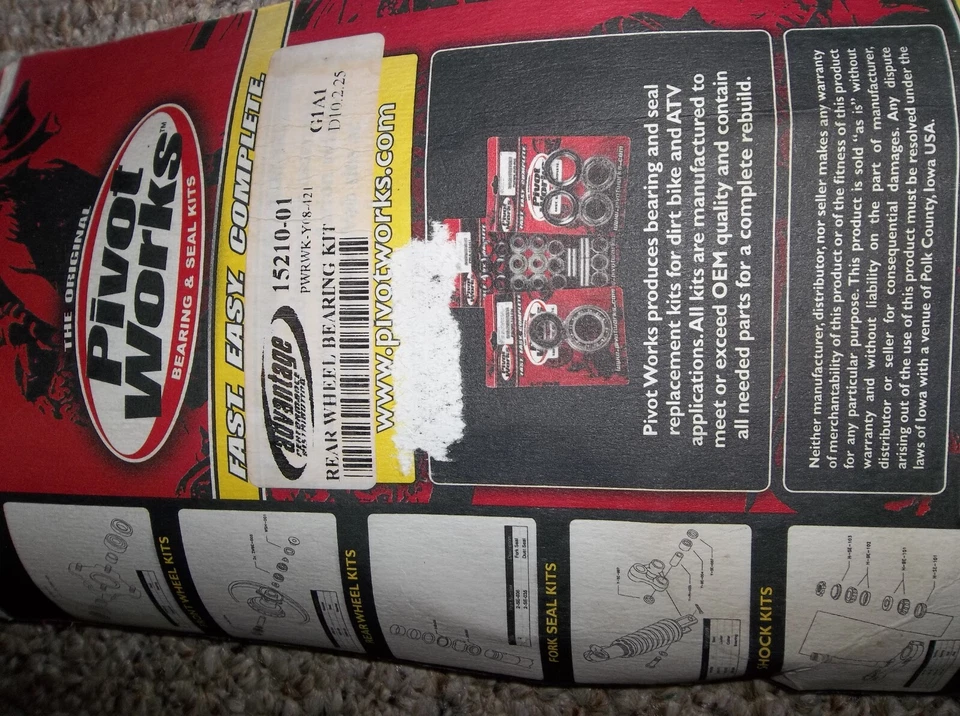 THE ORIGINAL
Pivot
Works™
BEARING & SEAL KITS
FAST. EASY. COMPLETE.
advantage
PERFORMANCE
DISTRIBUTING
15210-01
G1A1
PWRWK-Y08-421
D10.2.25
REAR WHEEL BEARING KIT
www.pivotworks.com
Pivot Works produces bearing and seal
replacement kits for dirt bike and ATV
applications. All kits are manufactured to
meet or exceed OEM quality and contain
all needed parts for a complete rebuild.
Neither manufacturer, distributor, nor seller makes any warranty
of merchantability of this product or of the fitness of this product
for any particular purpose. This product is sold "as is" without
warranty and without liability on the part of manufacturer,
distributor or seller for consequential damages. Any dispute
arising out of the use of this product must be resolved under the
laws of Iowa with a venue of Polk County, Iowa USA.
WHEEL KITS
REAR WHEEL KITS
FORK SEAL KITS
SHOCK KITS